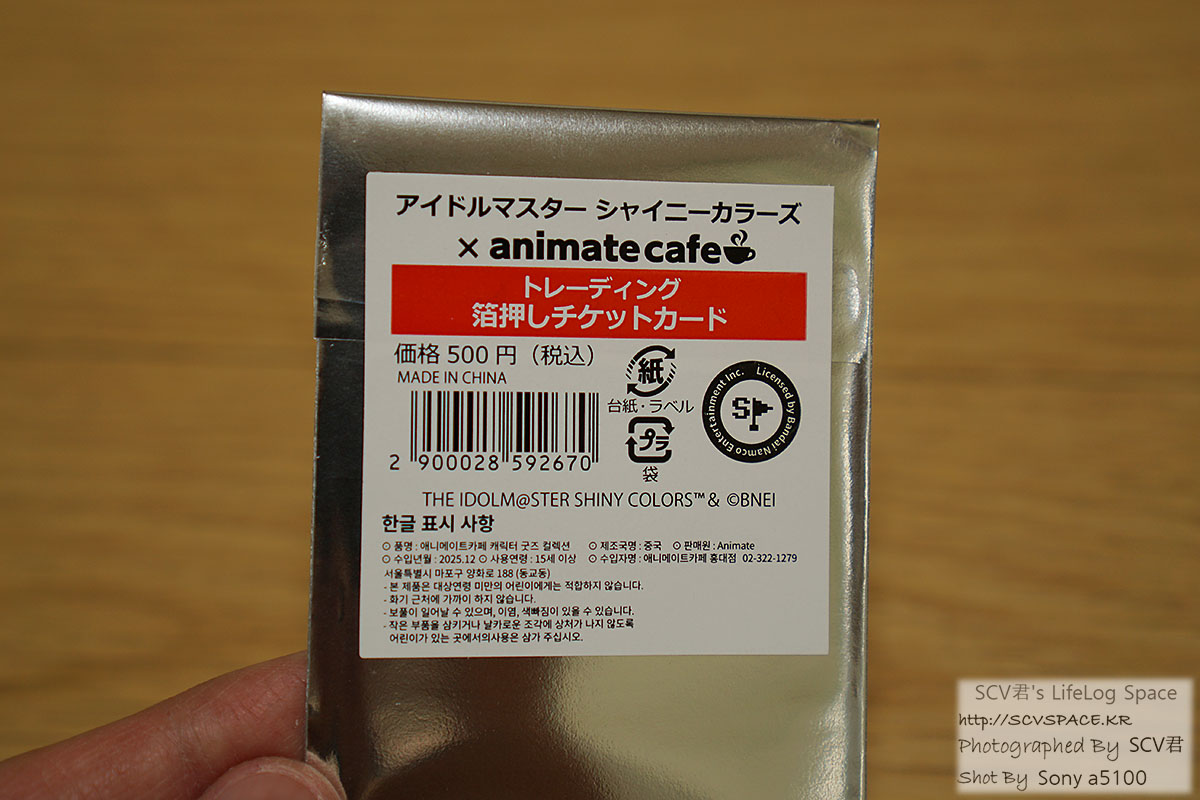 アイドルマスター シャイニーカラーズ
× animatecafe
トレーディング
箔押しチケットカード
価格 500 円（税込）
MADE IN CHINA
紙
台紙・ラベル
プラ
袋
Licensed by Bandai Namco Entertainment Inc.
2 900028 592670
THE IDOLM@STER SHINY COLORS™& ©BNEI
한글 표시 사항
⊙ 품명 : 애니메이트카페 캐릭터 굿즈 컬렉션 ⊙ 제조국명 : 중국 ⊙ 판매원 : Animate
⊙ 수입년월 : 2025.12 ⊙ 사용연령 : 15세 이상 ⊙ 수입자명 : 애니메이트카페 홍대점 02-322-1279
서울특별시 마포구 양화로 188 (동교동)
- 본 제품은 대상연령 미만의 어린이에게는 적합하지 않습니다.
- 화기 근처에 가까이 하지 않습니다.
- 보풀이 일어날 수 있으며, 이염, 색빠짐이 있을 수 있습니다.
- 작은 부품을 삼키거나 날카로운 조각에 상처가 나지 않도록
어린이가 있는 곳에서의사용은 삼가 주십시오.
SCV君's LifeLog Space
http://SCVSPACE.KR
Photographed By SCV君
Shot By Sony a5100